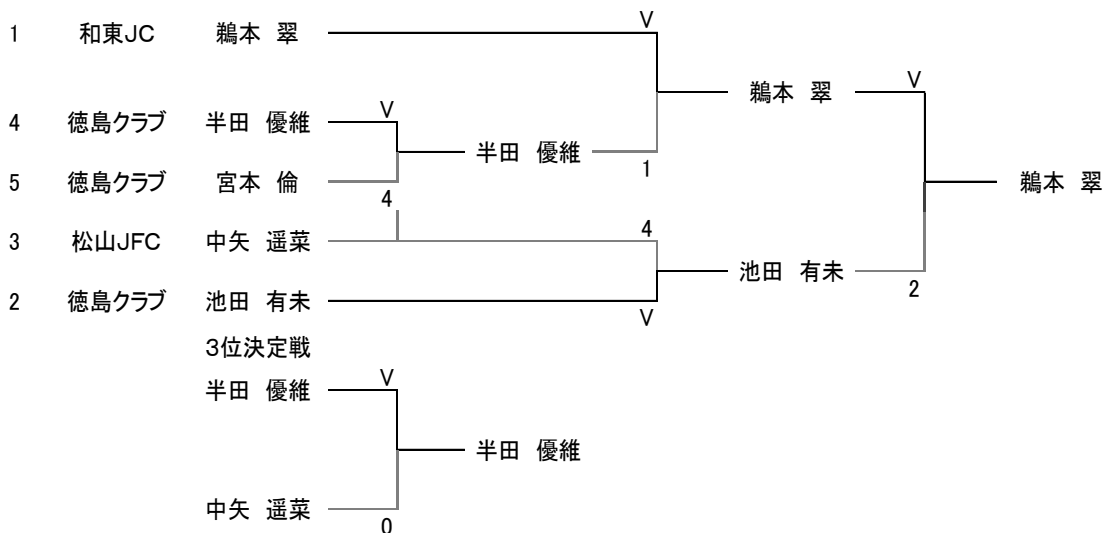 V
1 和東JC 鵜本 翠
鵜本 翠 V
4 徳島クラブ 半田 優維 V
半田 優維 1
5 徳島クラブ 宮本 倫 4
鵜本 翠
3 松山JFC 中矢 遥菜 4
池田 有未 2
2 徳島クラブ 池田 有未 V
3位決定戦
半田 優維 V
半田 優維
中矢 遥菜 0